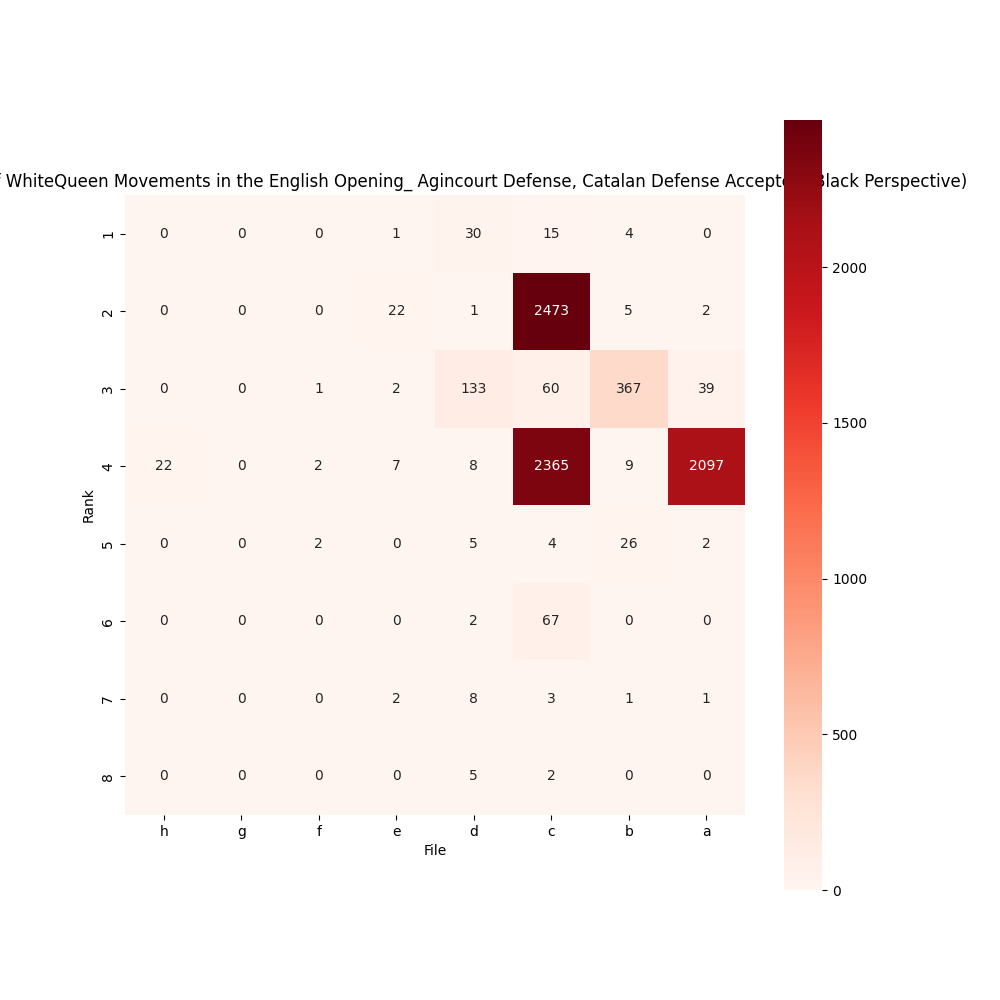 WhiteQueen Movements in the English Opening_ Agincourt Defense, Catalan Defense Accepte Black Perspective)
1 0 0 0 1 30 15 4 0
2 0 0 0 22 1 2473 5 2
3 0 0 1 2 133 60 367 39
4 22 0 2 7 8 2365 9 2097
Rank
5 0 0 2 0 5 4 26 2
6 0 0 0 0 2 67 0 0
7 0 0 0 2 8 3 1 1
8 0 0 0 0 5 2 0 0
h g f e d c b a
File
2000
1500
1000
500
0